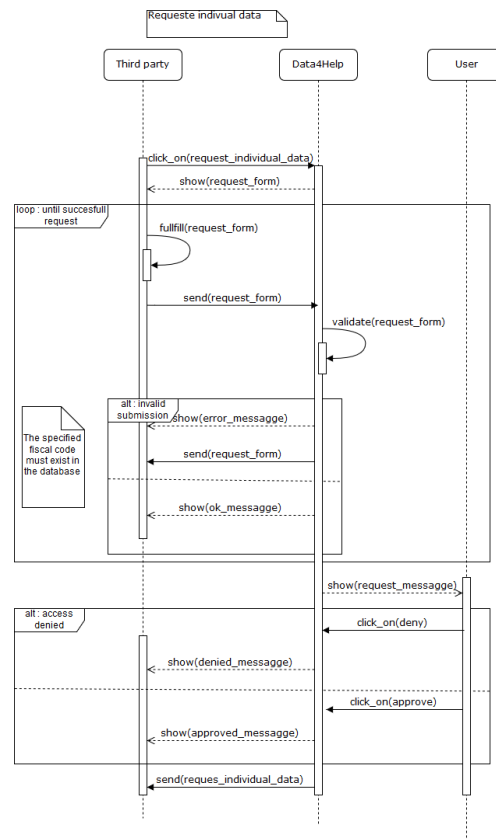 Requeste indivual data
Third party
Data4Help
User
click_on(request_individual_data)
show(request_form)
loop : until succesfull
request
fullfill(request_form)
send(request_form)
validate(request_form)
alt : invalid
submission
show(error_messagge)
The specified
fiscal code
must exist in
the database
send(request_form)
show(ok_messagge)
show(request_messagge)
alt : access
denied
click_on(deny)
show(denied_messagge)
click_on(approve)
show(approved_messagge)
send(reques_individual_data)